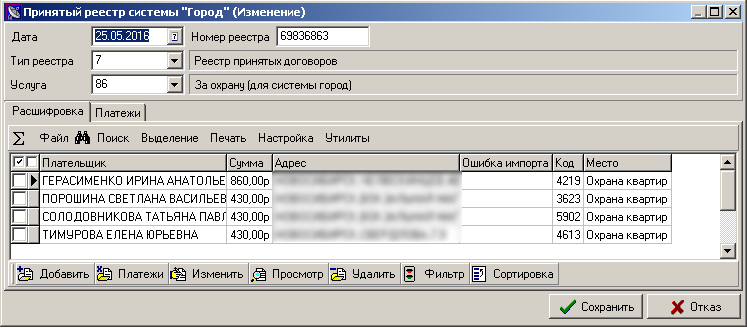 Принятый реестр системы "Город" (Изменение)
Дата 25.05.2016 Номер реестра 69836863
Тип реестра 7 Реестр принятых договоров
Услуга 86 За охрану (для системы город)
Расшифровка Платежи
Σ Файл Поиск Выделение Печать Настройка Утилиты
Плательщик Сумма Адрес Ошибка импорта Код Место
ГЕРАСИМЕНКО ИРИНА АНАТОЛЬЕ 860,00р 4219 Охрана квартир
ПОРОШИНА СВЕТЛАНА ВАСИЛЬЕВ 430,00р 3623 Охрана квартир
СОЛОДОВНИКОВА ТАТЬЯНА ПАВЛ 430,00р 5902 Охрана квартир
ТИМУРОВА ЕЛЕНА ЮРЬЕВНА 430,00р 4613 Охрана квартир
Добавить Платежи Изменить Просмотр Удалить Фильтр Сортировка
Сохранить Отказ